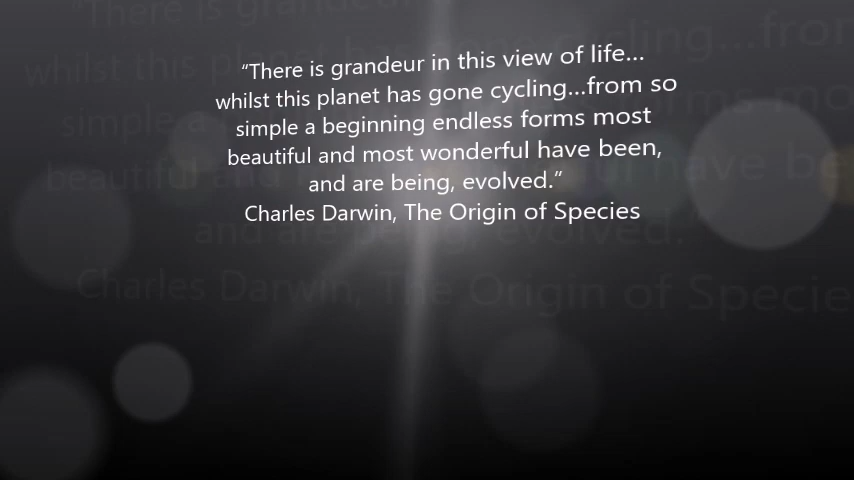 “There is grandeur in this view of life...
whilst this planet has gone cycling...from so
simple a beginning endless forms most
beautiful and most wonderful have been,
and are being, evolved.”
Charles Darwin, The Origin of Species